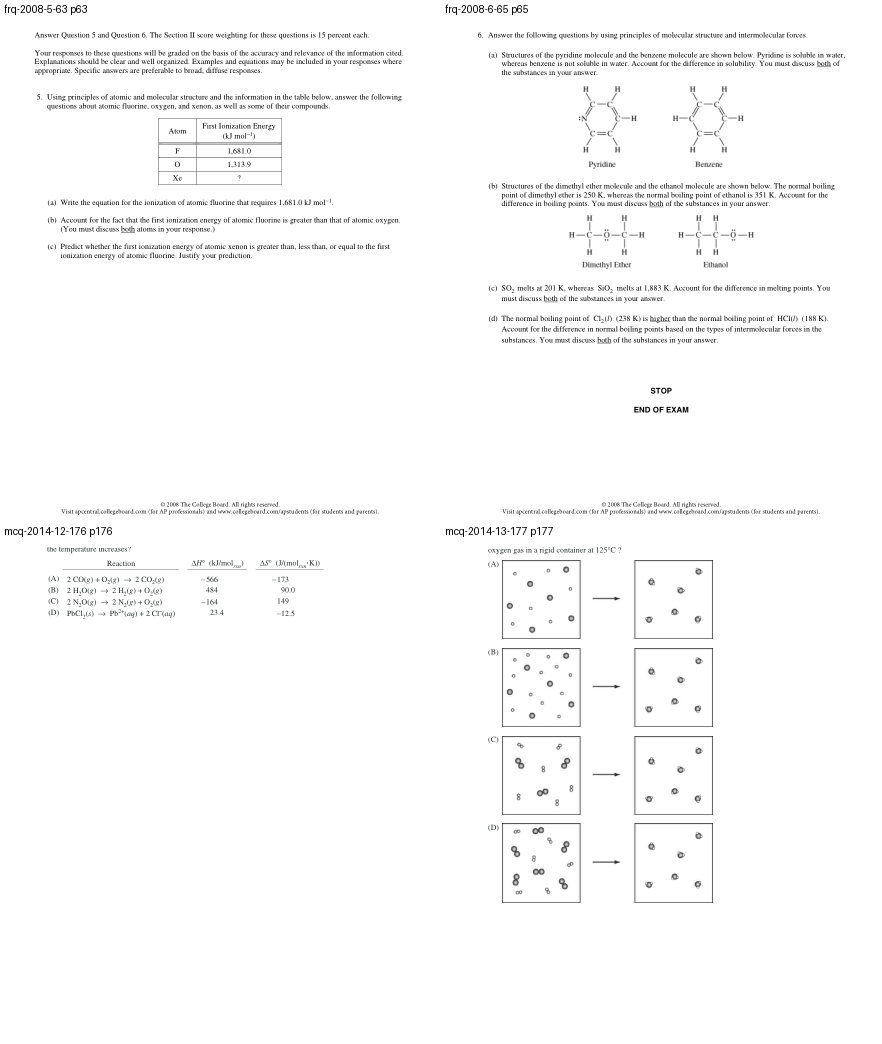 frq-2008-5-63 p63
Answer Question 5 and Question 6. The Section II score weighting for these questions is 15 percent each.
Your responses to these questions will be graded on the basis of the accuracy and relevance of the information cited.
Explanations should be clear and well organized. Examples and equations may be included in your responses where
appropriate. Specific answers are preferable to broad, diffuse responses.
5. Using principles of atomic and molecular structure and the information in the table below, answer the following
questions about atomic fluorine, oxygen, and xenon, as well as some of their compounds.
Atom First Ionization Energy
(kJ mol⁻¹)
F 1,681.0
O 1,313.9
Xe ?
(a) Write the equation for the ionization of atomic fluorine that requires 1,681.0 kJ mol⁻¹.
(b) Account for the fact that the first ionization energy of atomic fluorine is greater than that of atomic oxygen.
(You must discuss both atoms in your response.)
(c) Predict whether the first ionization energy of atomic xenon is greater than, less than, or equal to the first
ionization energy of atomic fluorine. Justify your prediction.
© 2008 The College Board. All rights reserved.
Visit apcentral.collegeboard.com (for AP professionals) and www.collegeboard.com/apstudents (for students and parents).
frq-2008-6-65 p65
6. Answer the following questions by using principles of molecular structure and intermolecular forces.
(a) Structures of the pyridine molecule and the benzene molecule are shown below. Pyridine is soluble in water,
whereas benzene is not soluble in water. Account for the difference in solubility. You must discuss both of
the substances in your answer.
H H H H
C—C C—C
:N C—H H—C C—H
C=C C=C
H H H H
Pyridine Benzene
(b) Structures of the dimethyl ether molecule and the ethanol molecule are shown below. The normal boiling
point of dimethyl ether is 250 K, whereas the normal boiling point of ethanol is 351 K. Account for the
difference in boiling points. You must discuss both of the substances in your answer.
H H H H
H—C—O—C—H H—C—C—O—H
H H H H
Dimethyl Ether Ethanol
(c) SO₂ melts at 201 K, whereas SiO₂ melts at 1,883 K. Account for the difference in melting points. You
must discuss both of the substances in your answer.
(d) The normal boiling point of Cl₂(l) (238 K) is higher than the normal boiling point of HCl(l) (188 K).
Account for the difference in normal boiling points based on the types of intermolecular forces in the
substances. You must discuss both of the substances in your answer.
STOP
END OF EXAM
© 2008 The College Board. All rights reserved.
Visit apcentral.collegeboard.com (for AP professionals) and www.collegeboard.com/apstudents (for students and parents).
mcq-2014-12-176 p176
the temperature increases?
Reaction ΔH° (kJ/molᵣₓₙ) ΔS° (J/(molᵣₓₙ·K))
(A) 2 CO(g) + O₂(g) → 2 CO₂(g) −566 −173
(B) 2 H₂O(g) → 2 H₂(g) + O₂(g) 484 90.0
(C) 2 N₂O(g) → 2 N₂(g) + O₂(g) −164 149
(D) PbCl₂(s) → Pb²⁺(aq) + 2 Cl⁻(aq) 23.4 −12.5
mcq-2014-13-177 p177
oxygen gas in a rigid container at 125°C ?
(A)
(B)
(C)
(D)